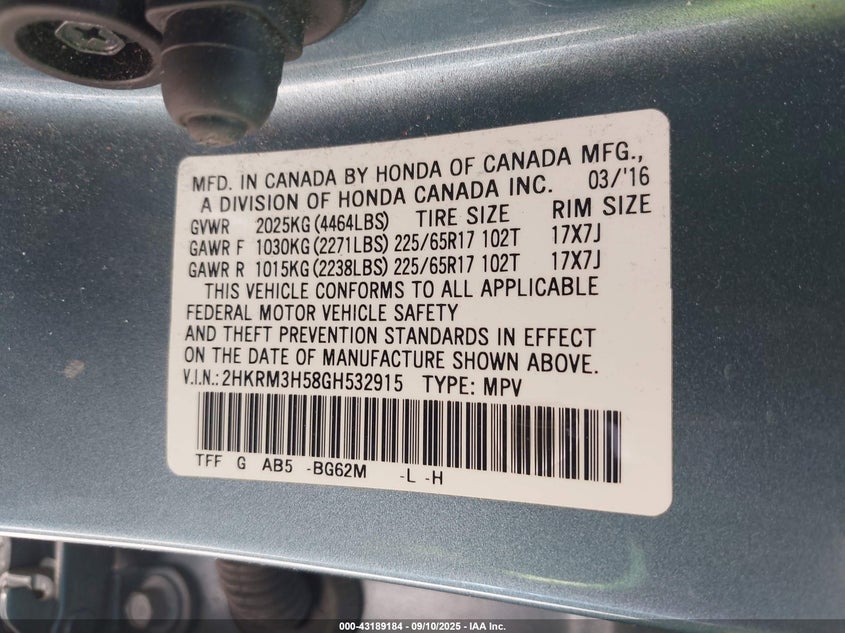 MFD. IN CANADA BY HONDA OF CANADA MFG.,
A DIVISION OF HONDA CANADA INC. 03/'16
GVWR 2025KG (4464LBS) TIRE SIZE RIM SIZE
GAWR F 1030KG (2271LBS) 225/65R17 102T 17X7J
GAWR R 1015KG (2238LBS) 225/65R17 102T 17X7J
THIS VEHICLE CONFORMS TO ALL APPLICABLE
FEDERAL MOTOR VEHICLE SAFETY
AND THEFT PREVENTION STANDARDS IN EFFECT
ON THE DATE OF MANUFACTURE SHOWN ABOVE.
V.I.N.: 2HKRM3H58GH532915 TYPE: MPV
TFF G AB5 -BG62M -L -H
000-43189184 - 09/10/2025 - IAA Inc.